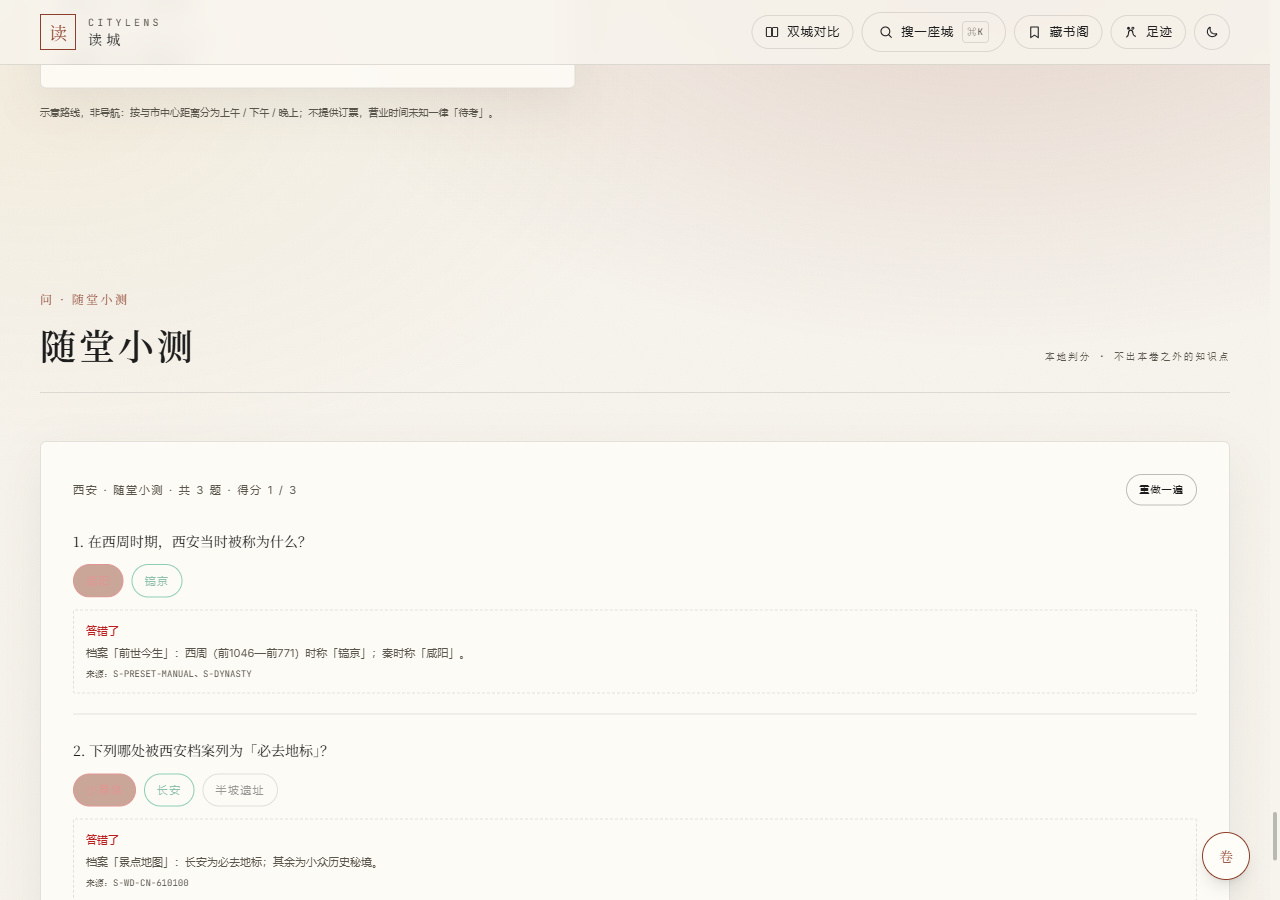 读
CITYLENS
读城
双城对比
搜一座城 ⌘K
藏书阁
足迹
示意路线，非导航：按与市中心距离分为上午 / 下午 / 晚上；不提供订票，营业时间未知一律「待考」。
问 · 随堂小测
随堂小测
本地判分 · 不出本卷之外的知识点
西安 · 随堂小测 · 共 3 题 · 得分 1 / 3
重做一遍
1. 在西周时期，西安当时被称为什么？
镐京
答错了
档案「前世今生」：西周（前1046—前771）时称「镐京」；秦时称「咸阳」。
来源：S-PRESET-MANUAL、S-DYNASTY
2. 下列哪处被西安档案列为「必去地标」？
长安 半坡遗址
答错了
档案「景点地图」：长安为必去地标；其余为小众历史秘境。
来源：S-WD-CN-610100
卷